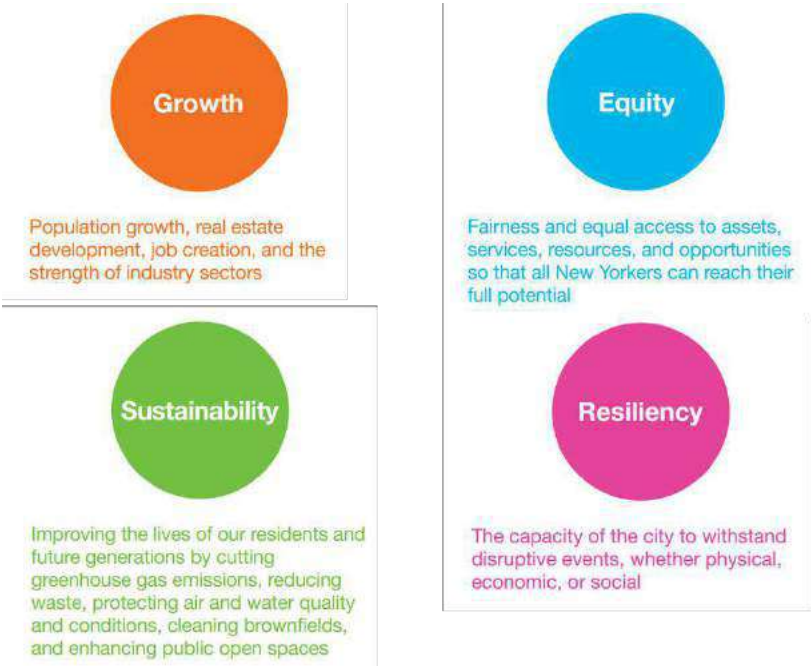 Growth
Population growth, real estate
development, job creation, and the
strength of industry sectors
Equity
Fairness and equal access to assets,
services, resources, and opportunities
so that all New Yorkers can reach their
full potential
Sustainability
Improving the lives of our residents and
future generations by cutting
greenhouse gas emissions, reducing
waste, protecting air and water quality
and conditions, cleaning brownfields,
and enhancing public open spaces
Resiliency
The capacity of the city to withstand
disruptive events, whether physical,
economic, or social